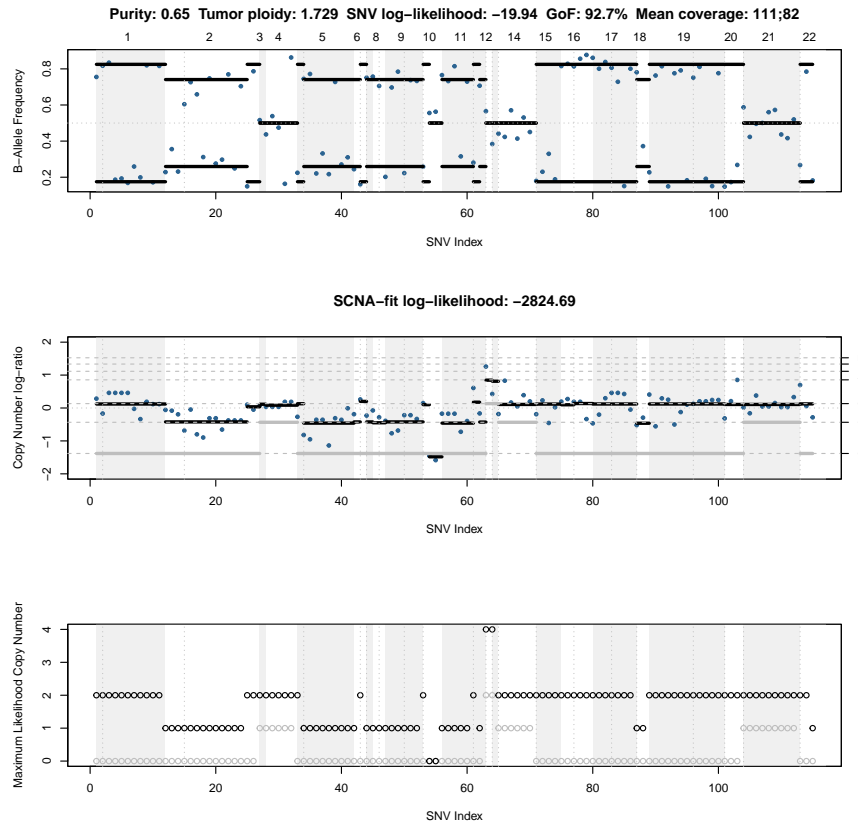 Purity: 0.65 Tumor ploidy: 1.729 SNV log−likelihood: −19.94 GoF: 92.7% Mean coverage: 111;82
1 2 3 4 5 6 8 9 10 11 12 14 15 17 18 19 20 21 22
B−Allele Frequency
0.8
0.6
0.4
0.2
0 20 40 60 80 100
SNV Index
SCNA−fit log−likelihood: −2824.69
Copy Number log−ratio
2
1
0
−1
−2
0 20 40 60 80 100
SNV Index
Maximum Likelihood Copy Number
4
3
2
1
0
0 20 40 60 80 100
SNV Index